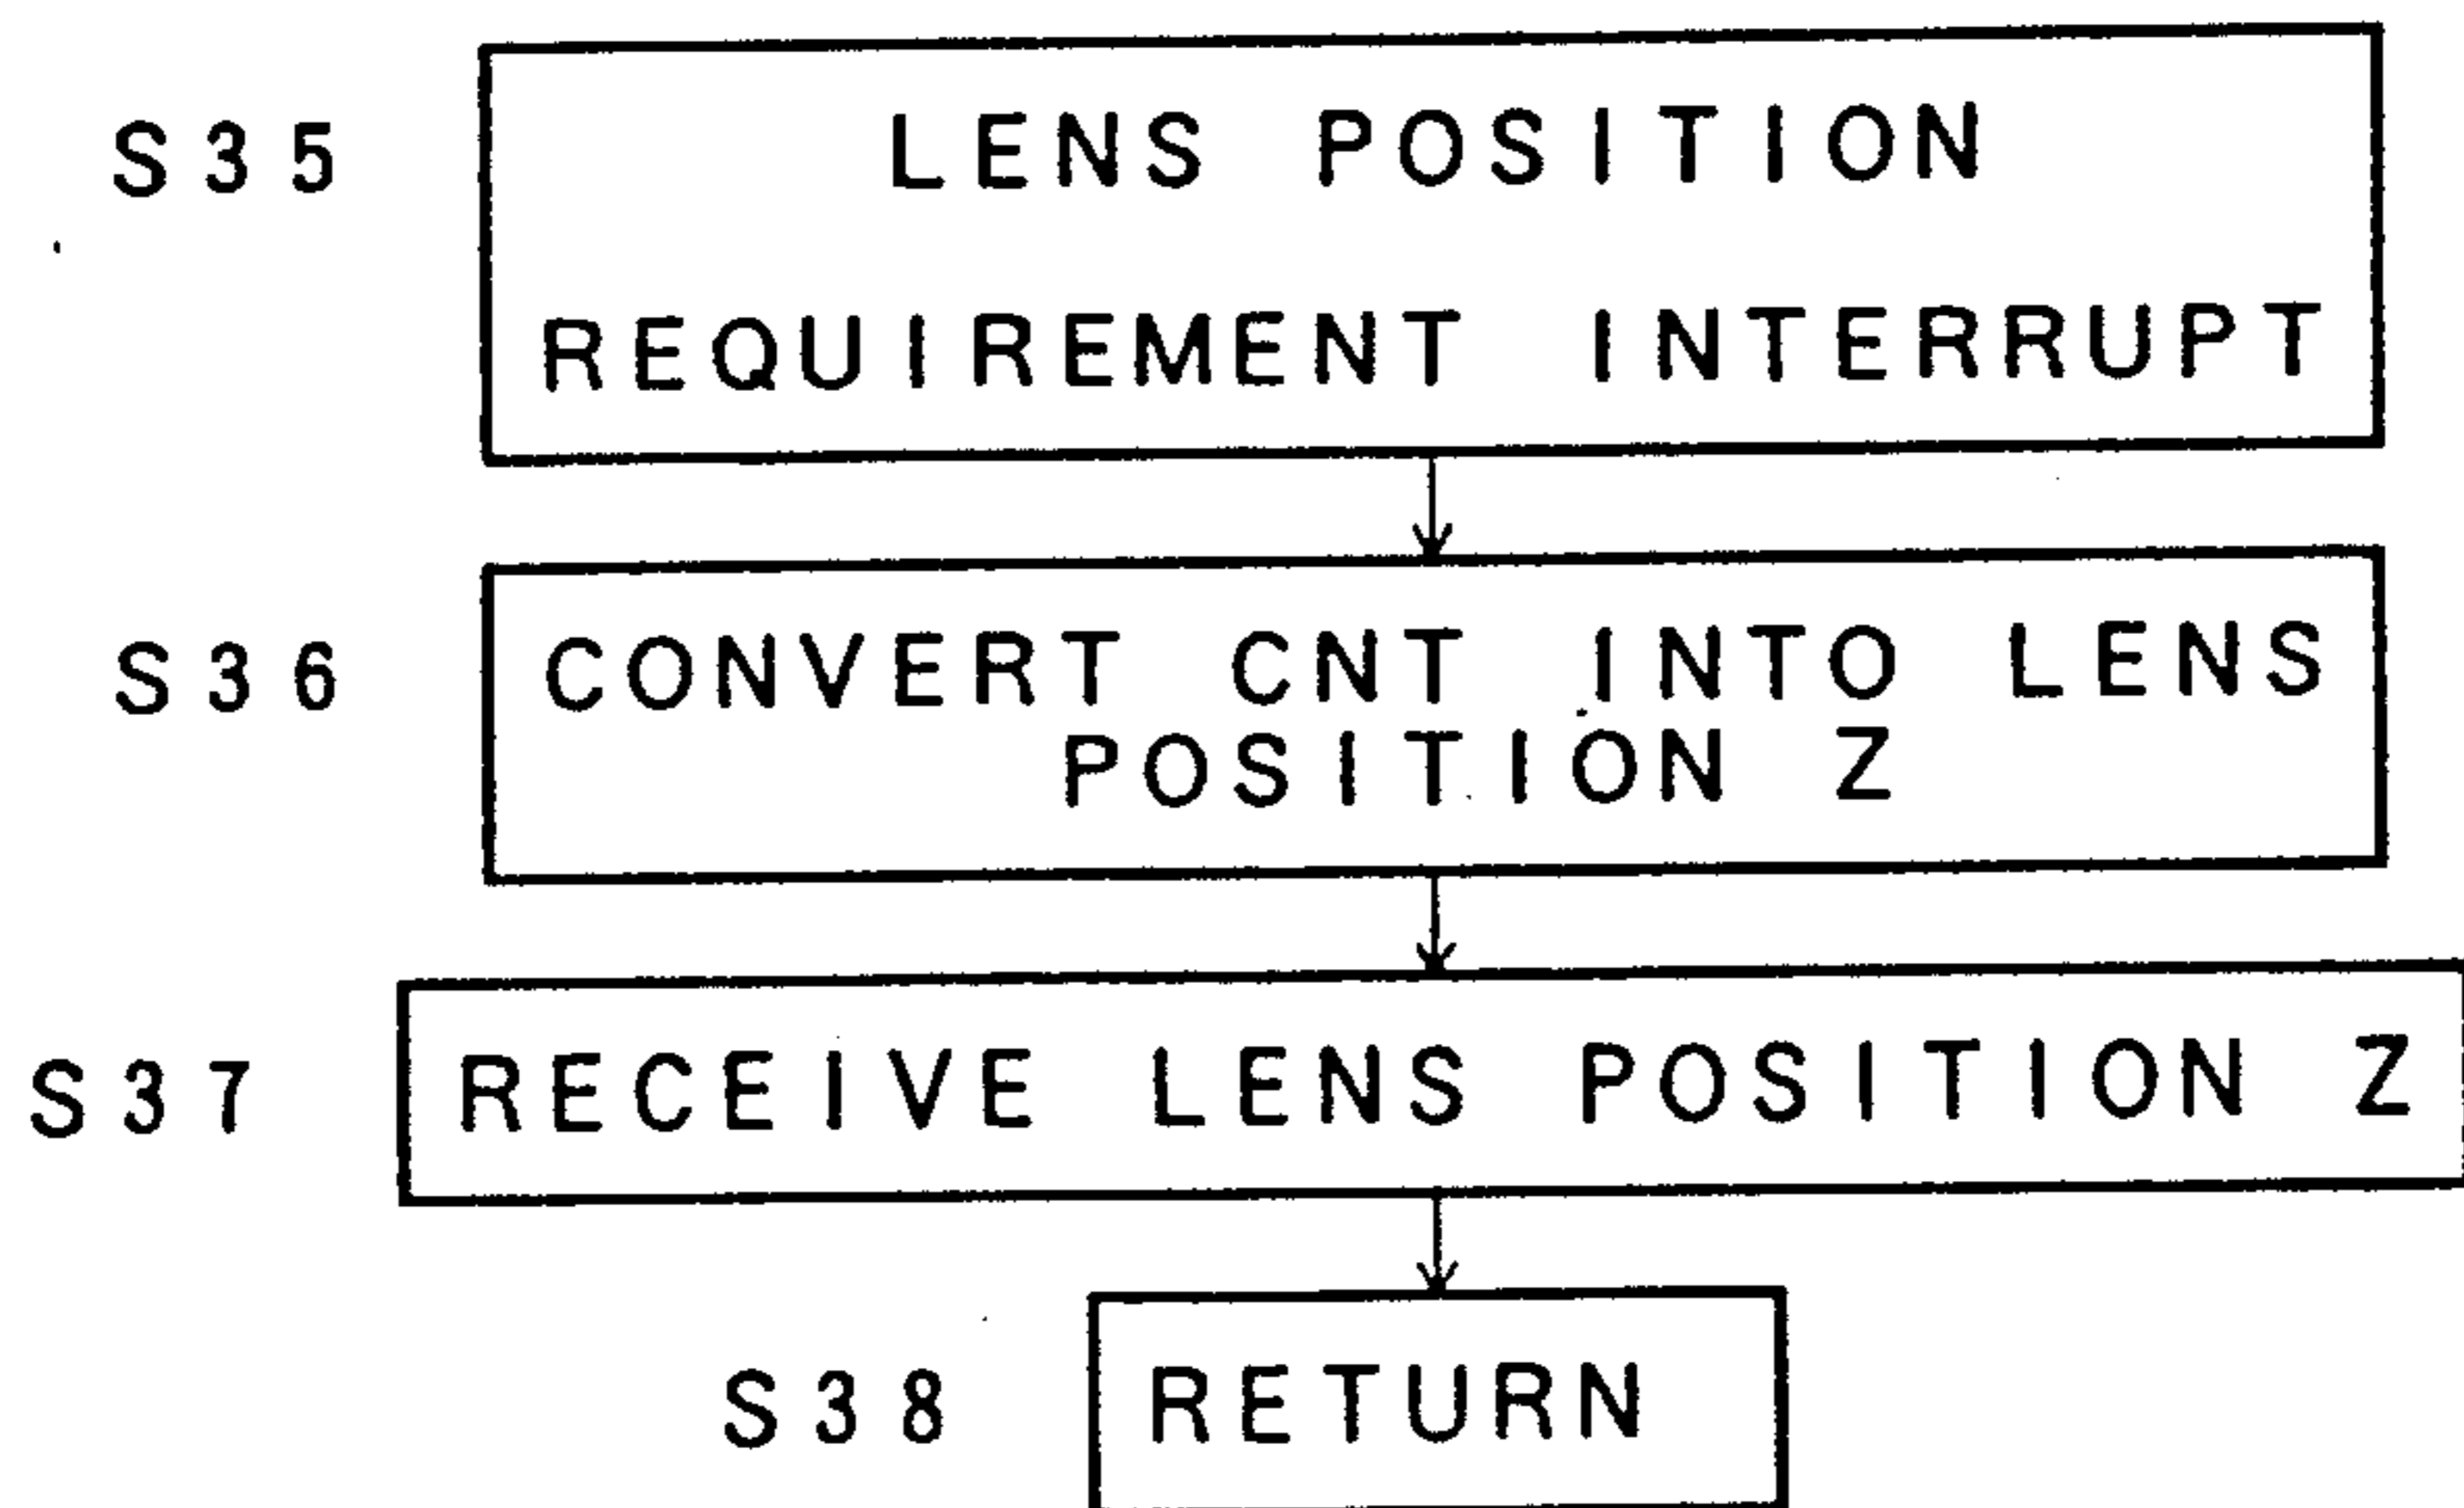 S35
LENS POSITION
REQUIREMENT INTERRUPT
S36
CONVERT CNT INTO LENS
POSITION Z
S37
RECEIVE LENS POSITION Z
S38
RETURN